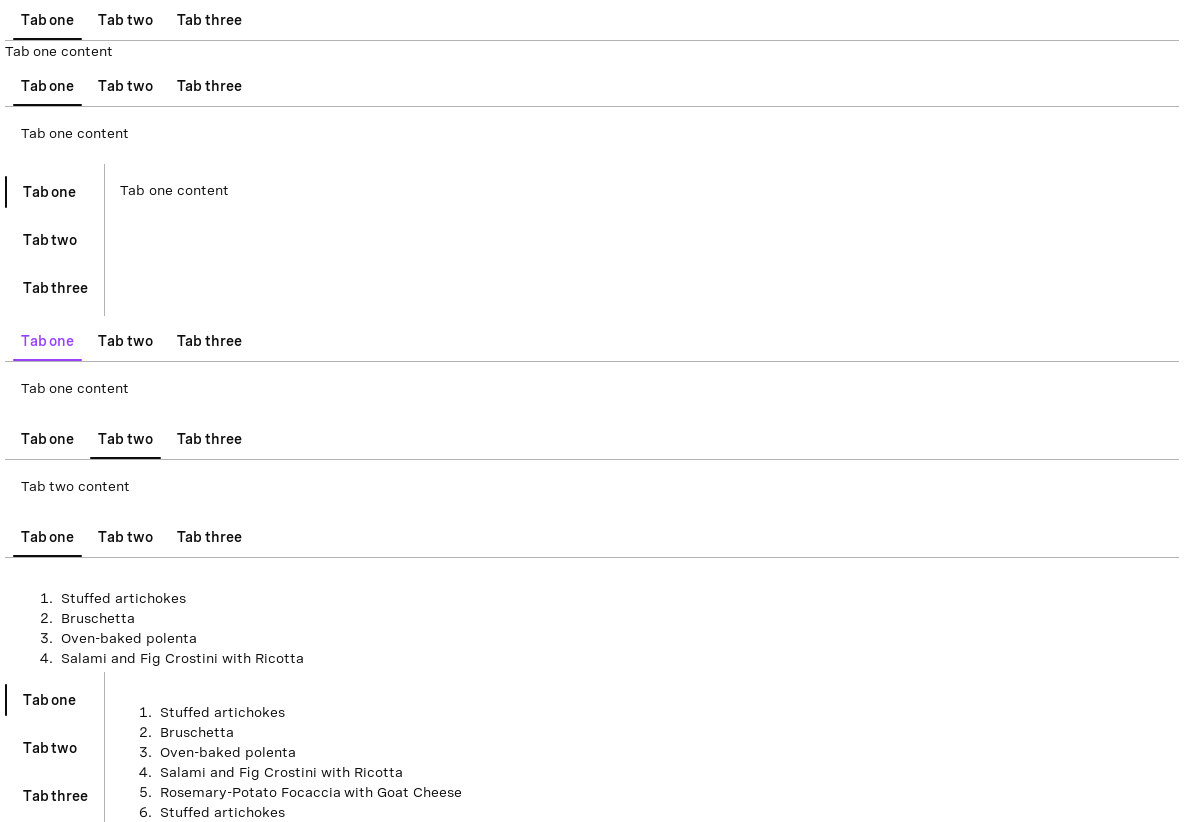 Tab one Tab two Tab three
Tab one content
Tab one Tab two Tab three
Tab one content
Tab one
Tab one content
Tab two
Tab three
Tab one Tab two Tab three
Tab one content
Tab one Tab two Tab three
Tab two content
Tab one Tab two Tab three
1. Stuffed artichokes
2. Bruschetta
3. Oven-baked polenta
4. Salami and Fig Crostini with Ricotta
Tab one
Tab two
Tab three
1. Stuffed artichokes
2. Bruschetta
3. Oven-baked polenta
4. Salami and Fig Crostini with Ricotta
5. Rosemary-Potato Focaccia with Goat Cheese
6. Stuffed artichokes